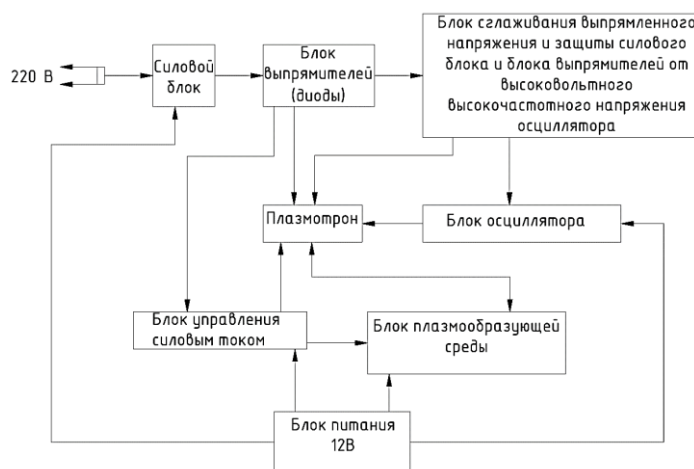 220 В
Силовой
блок
Блок
выпрямителей
(диоды)
Блок сглаживания выпрямленного
напряжения и защиты силового
блока и блока выпрямителей от
высоковольтного
высокочастотного напряжения
осциллятора
Плазмотрон
Блок осциллятора
Блок управления
силовым током
Блок плазмообразующей
среды
Блок питания
12В